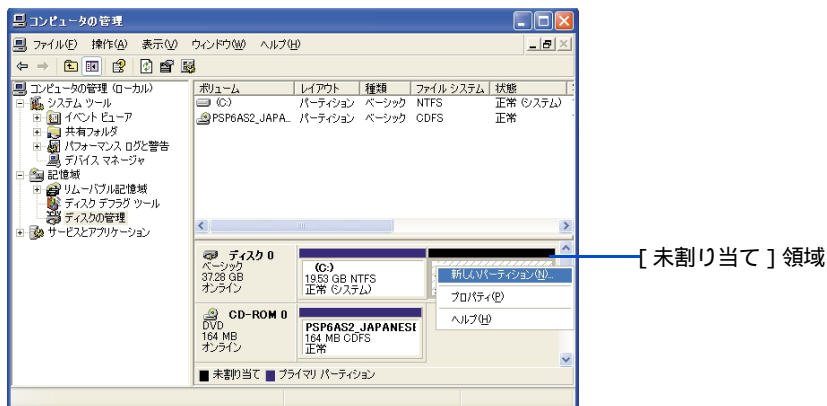 コンピュータの管理
ファイル(F) 操作(A) 表示(V) ウィンドウ(W) ヘルプ(H)
コンピュータの管理 (ローカル)
システム ツール
イベント ビューア
共有フォルダ
パフォーマンス ログと警告
デバイス マネージャ
記憶域
リムーバブル記憶域
ディスク デフラグ ツール
ディスクの管理
サービスとアプリケーション
ボリューム レイアウト 種類 ファイル システム 状態
(C:) パーティション ベーシック NTFS 正常 (システム)
PSP6AS2_JAPA... パーティション ベーシック CDFS 正常
ディスク 0
ベーシック
37.28 GB
オンライン
(C:)
19.53 GB NTFS
正常 (システム)
新しいパーティション(N)...
プロパティ(P)
ヘルプ(H)
[ 未割り当て ] 領域
CD-ROM 0
DVD
164 MB
オンライン
PSP6AS2_JAPANESE
164 MB CDFS
正常
未割り当て プライマリ パーティション